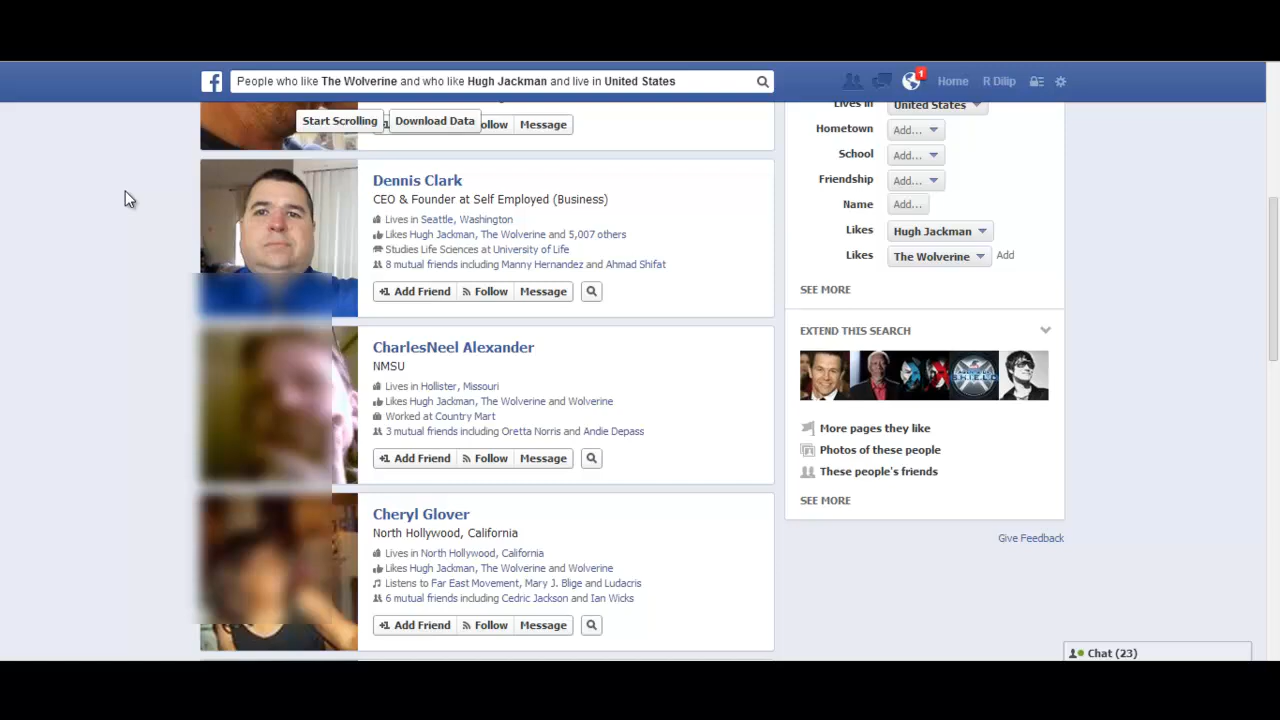 f People who like The Wolverine and who like Hugh Jackman and live in United States
1 Home R Dilip
Start Scrolling Download Data ollow Message
Dennis Clark
CEO & Founder at Self Employed (Business)
Lives in Seattle, Washington
Likes Hugh Jackman, The Wolverine and 5,007 others
Studies Life Sciences at University of Life
8 mutual friends including Manny Hernandez and Ahmad Shifat
+1 Add Friend Follow Message
CharlesNeel Alexander
NMSU
Lives in Hollister, Missouri
Likes Hugh Jackman, The Wolverine and Wolverine
Worked at Country Mart
3 mutual friends including Oretta Norris and Andie Depass
+1 Add Friend Follow Message
Cheryl Glover
North Hollywood, California
Lives in North Hollywood, California
Likes Hugh Jackman, The Wolverine and Wolverine
Listens to Far East Movement, Mary J. Blige and Ludacris
6 mutual friends including Cedric Jackson and Ian Wicks
+1 Add Friend Follow Message
Lives in United States
Hometown Add...
School Add...
Friendship Add...
Name Add...
Likes Hugh Jackman
Likes The Wolverine Add
SEE MORE
EXTEND THIS SEARCH
More pages they like
Photos of these people
These people's friends
SEE MORE
Give Feedback
Chat (23)